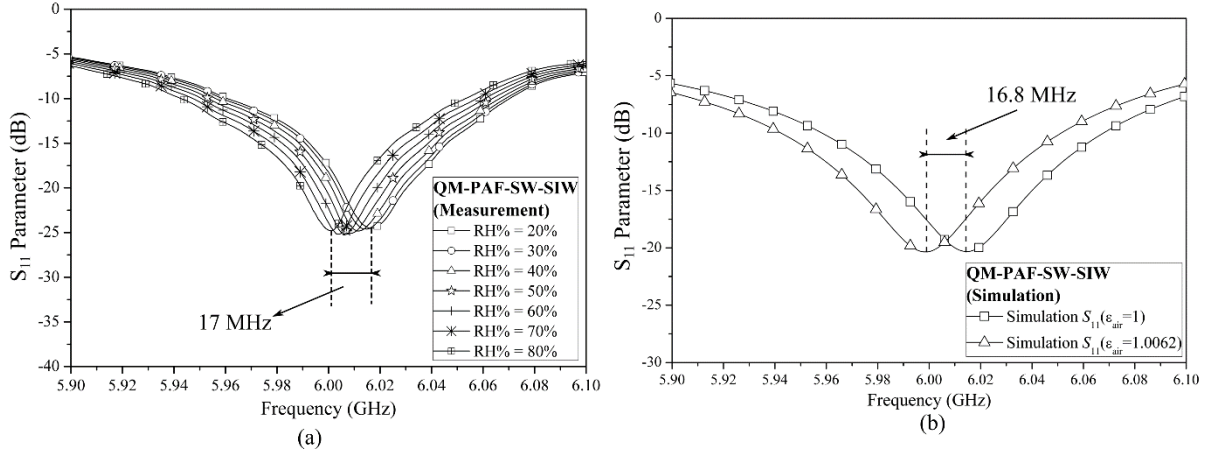 0
-5
-10
-15
-20
-25
-30
-35
-40
S11 Parameter (dB)
17 MHz
QM-PAF-SW-SIW
(Measurement)
RH% = 20%
RH% = 30%
RH% = 40%
RH% = 50%
RH% = 60%
RH% = 70%
RH% = 80%
5.90 5.92 5.94 5.96 5.98 6.00 6.02 6.04 6.06 6.08 6.10
Frequency (GHz)
(a)
0
-5
-10
-15
-20
-25
-30
S11 Parameter (dB)
16.8 MHz
QM-PAF-SW-SIW
(Simulation)
Simulation S11(εair=1)
Simulation S11(εair=1.0062)
5.90 5.92 5.94 5.96 5.98 6.00 6.02 6.04 6.06 6.08 6.10
Frequency (GHz)
(b)